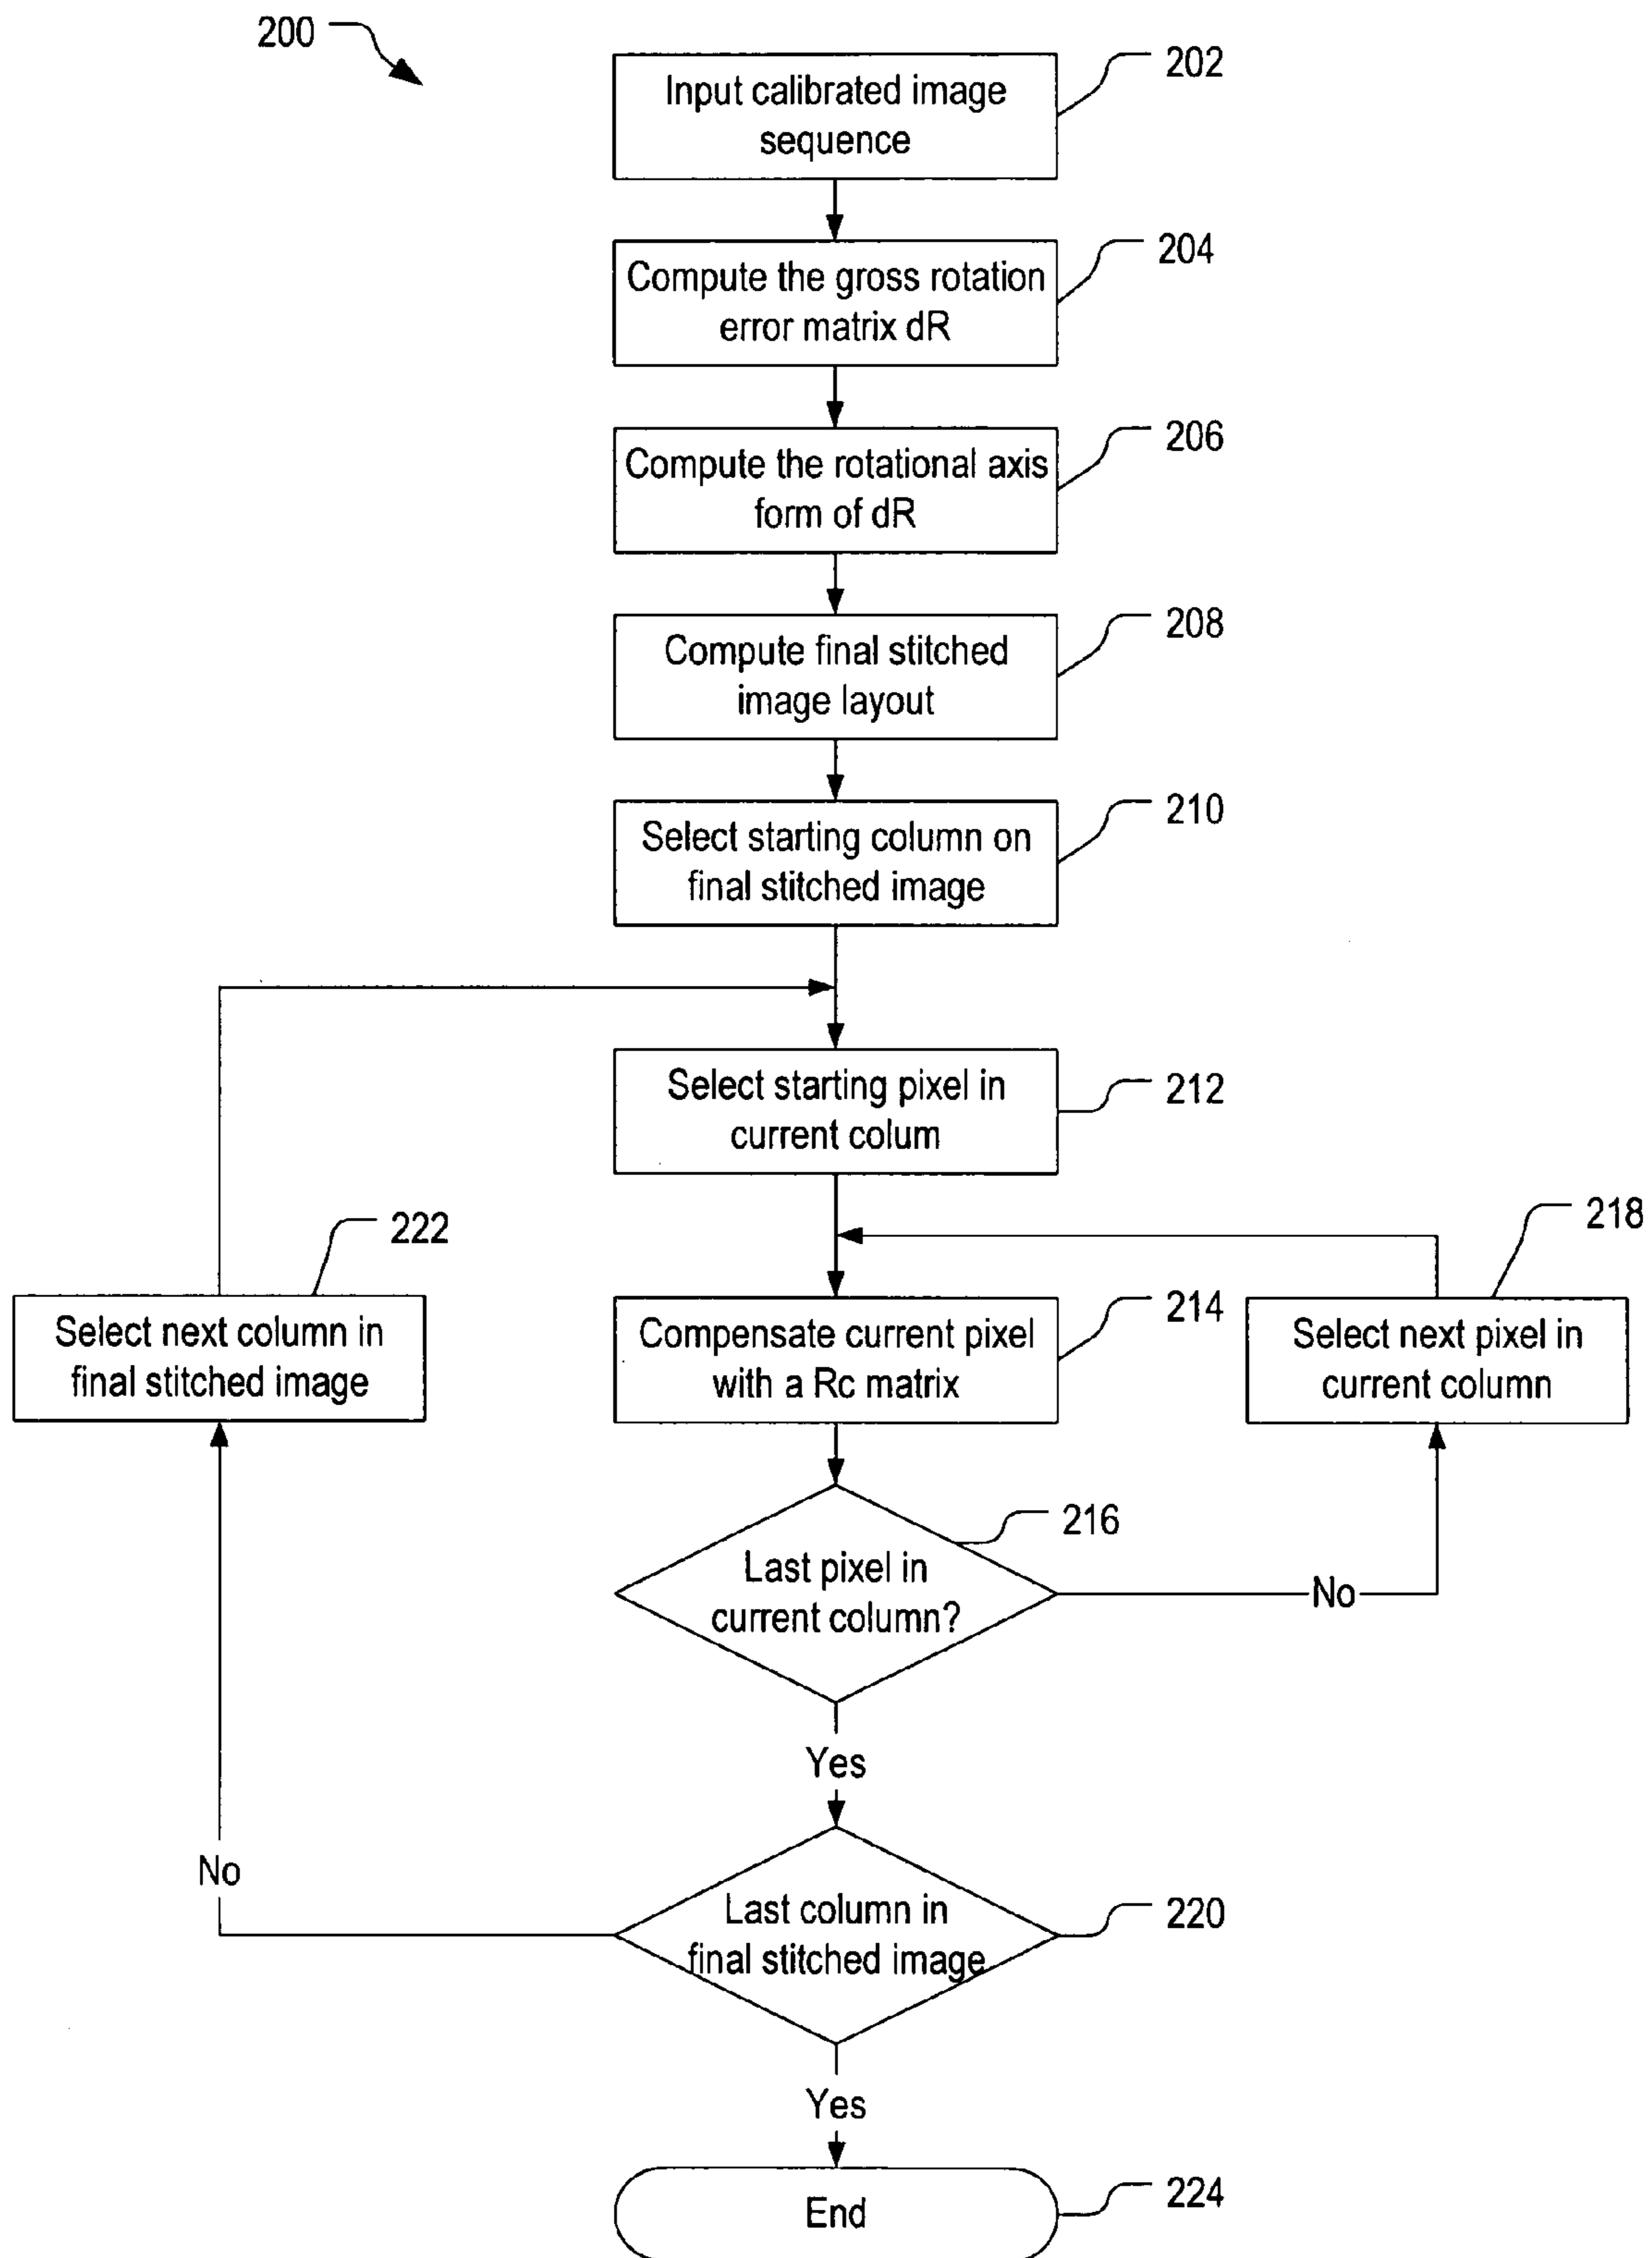 200
202
Input calibrated image
sequence
204
Compute the gross rotation
error matrix dR
206
Compute the rotational axis
form of dR
208
Compute final stitched
image layout
210
Select starting column on
final stitched image
212
Select starting pixel in
current colum
222
Select next column in
final stitched image
214
Compensate current pixel
with a Rc matrix
218
Select next pixel in
current column
216
Last pixel in
current column?
No
Yes
No
220
Last column in
final stitched image
Yes
224
End